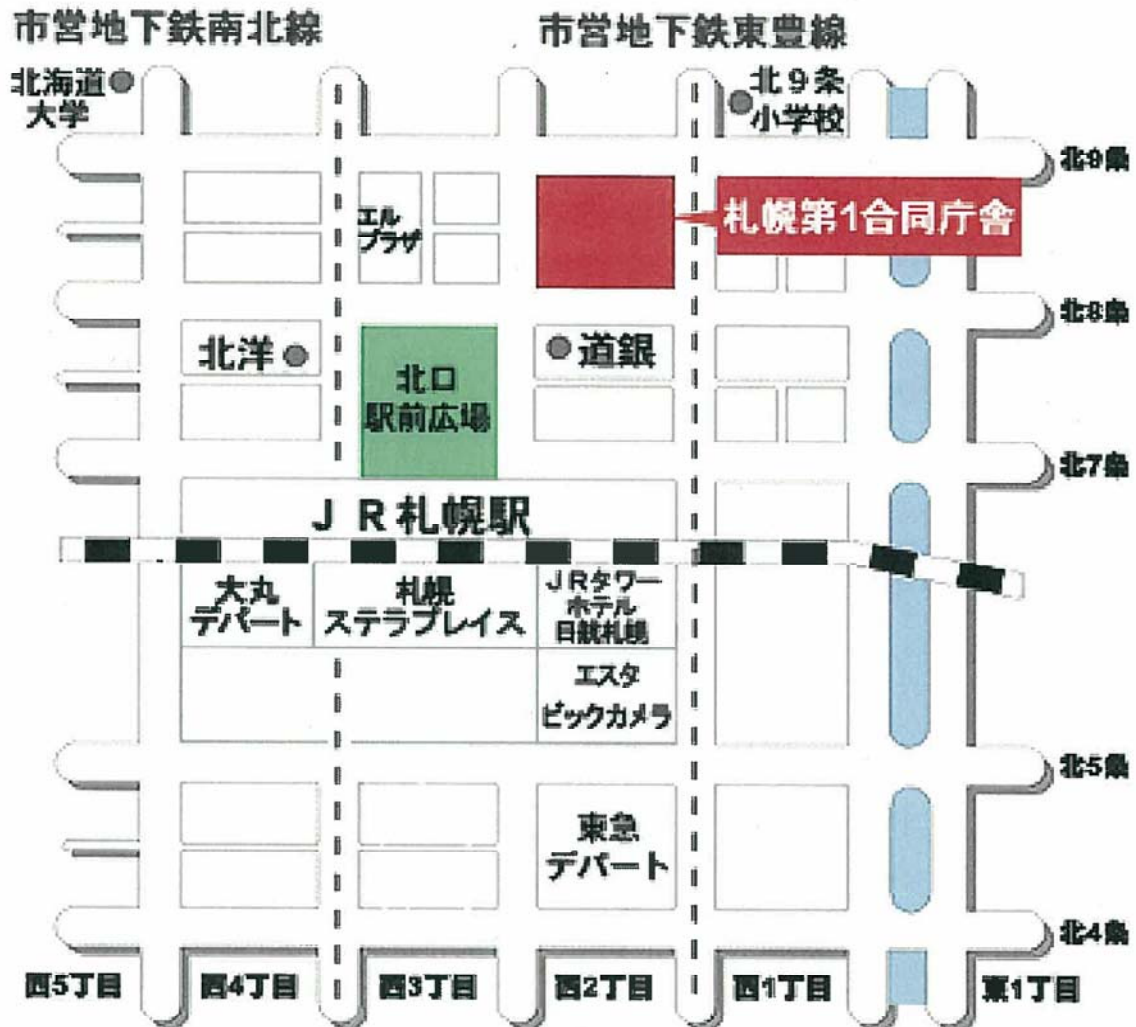 市営地下鉄南北線
市営地下鉄東豊線
北海道
大学
北9条
小学校
北9条
エル
プラザ
札幌第1合同庁舎
北8条
北洋
北口
駅前広場
道銀
北7条
JR札幌駅
大丸
デパート
札幌
ステラプレイス
JRタワー
ホテル
日航札幌
エスタ
ビックカメラ
北5条
東急
デパート
北4条
西5丁目
西4丁目
西3丁目
西2丁目
西1丁目
東1丁目